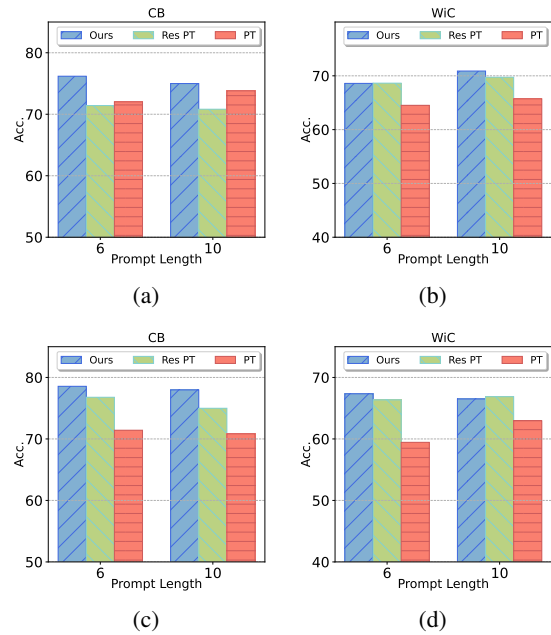 CB
Ours Res PT PT
80
70
60
50
Acc.
6 10
Prompt Length
(a)
WiC
Ours Res PT PT
70
60
50
40
Acc.
6 10
Prompt Length
(b)
CB
Ours Res PT PT
80
70
60
50
Acc.
6 10
Prompt Length
(c)
WiC
Ours Res PT PT
70
60
50
40
Acc.
6 10
Prompt Length
(d)